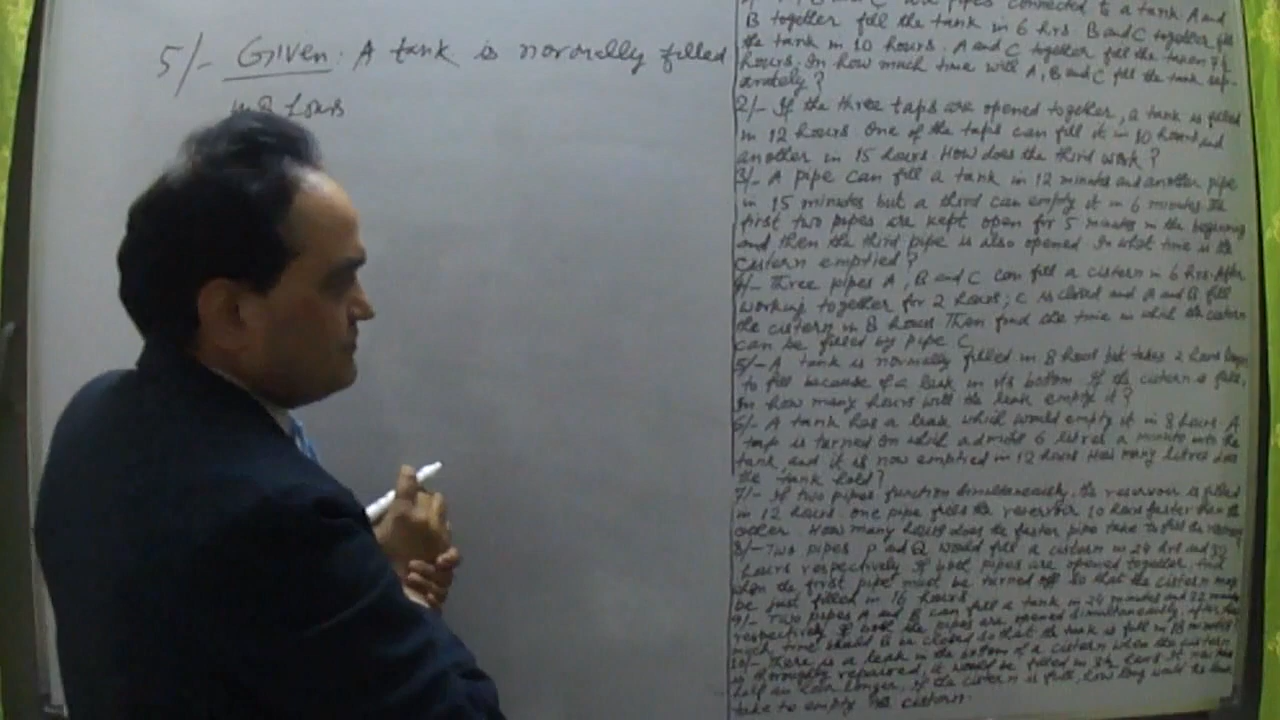 5/- Given: A tank is normally filled
in 8 hours
pipes connected to a tank A and
B together fill the tank in 6 hrs. B and C together fill
the tank in 10 hours. A and C together fill the
hours. In how much time will A, B and C fill the tank sep-
arately?
2/- If the three taps are opened together, a tank is filled
in 12 hours. One of the taps can fill it in 10 hours and
another in 15 hours. How does the third work?
3/- A pipe can fill a tank in 12 minutes and another pipe
in 15 minutes but a third can empty it in 6 minutes the
first two pipes are kept open for 5 minutes in the beginning
and then the third pipe is also opened. In what time is the
cistern emptied?
4/- Three pipes A, B and C can fill a cistern in 6 hrs. After
working together for 2 hours, C is closed and A and B fill
the cistern in 8 hours. Then find the time in which the cistern
can be filled by pipe C
5/- A tank is normally filled in 8 hours but takes 2 hours longer
to fill because of a leak in its bottom. If the cistern is full,
In how many hours will the leak empty it?
6/- A tank has a leak which would empty it in 8 hours. A
tap is turned on which admits 6 litres a minute into the
tank, and it is now emptied in 12 hours. How many litres does
the tank hold?
7/- If two pipes function simultaneously, the reservoir is filled
in 12 hours. One pipe fills the reservoir 10 hours faster than the
other. How many hours does the faster pipe take to fill the
8/- Two pipes P and Q would fill a cistern in 24 hrs and 32
hours respectively. If both pipes are opened together, find
when the first pipe must be turned off so that the cistern may
be just filled in 16 hours.
9/- Two pipes A and B can fill a tank in 24 minutes and 32
respectively. If both the pipes are opened simultaneously, after how
much time should B be closed so that the tank is full in 18 minutes?
10/- There is a leak in the bottom of a cistern. When the cistern
is thoroughly repaired, it would be filled in 3½ hours. It now takes
half an hour longer. If the cistern is full, how long would the leak
take to empty the cistern.